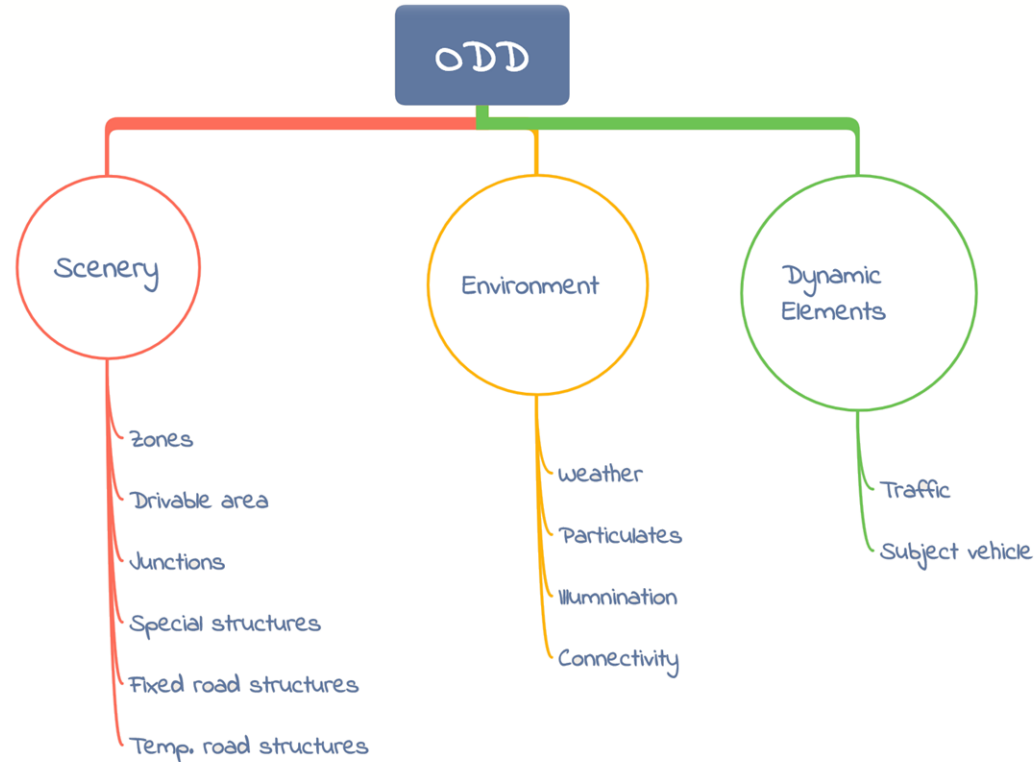 ODD
Scenery
Environment
Dynamic
Elements
Zones
Drivable area
Junctions
Special structures
Fixed road structures
Temp. road structures
Weather
Particulates
Illumnination
Connectivity
Traffic
Subject vehicle